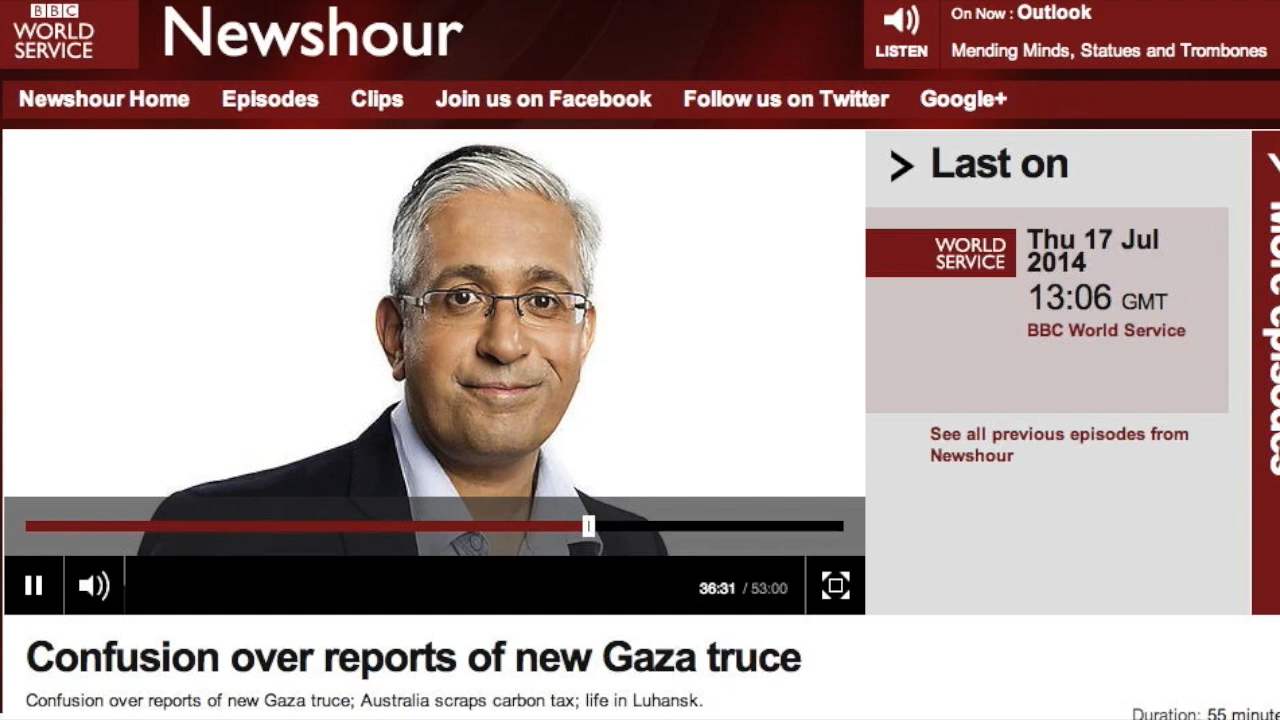 BBC
WORLD
SERVICE
Newshour
LISTEN
On Now : Outlook
Mending Minds, Statues and Trombones
Newshour Home Episodes Clips Join us on Facebook Follow us on Twitter Google+
Last on
WORLD
SERVICE
Thu 17 Jul
2014
13:06 GMT
BBC World Service
See all previous episodes from
Newshour
episodes
36:31 / 53:00
Confusion over reports of new Gaza truce
Confusion over reports of new Gaza truce; Australia scraps carbon tax; life in Luhansk.
Duration: 55 minute